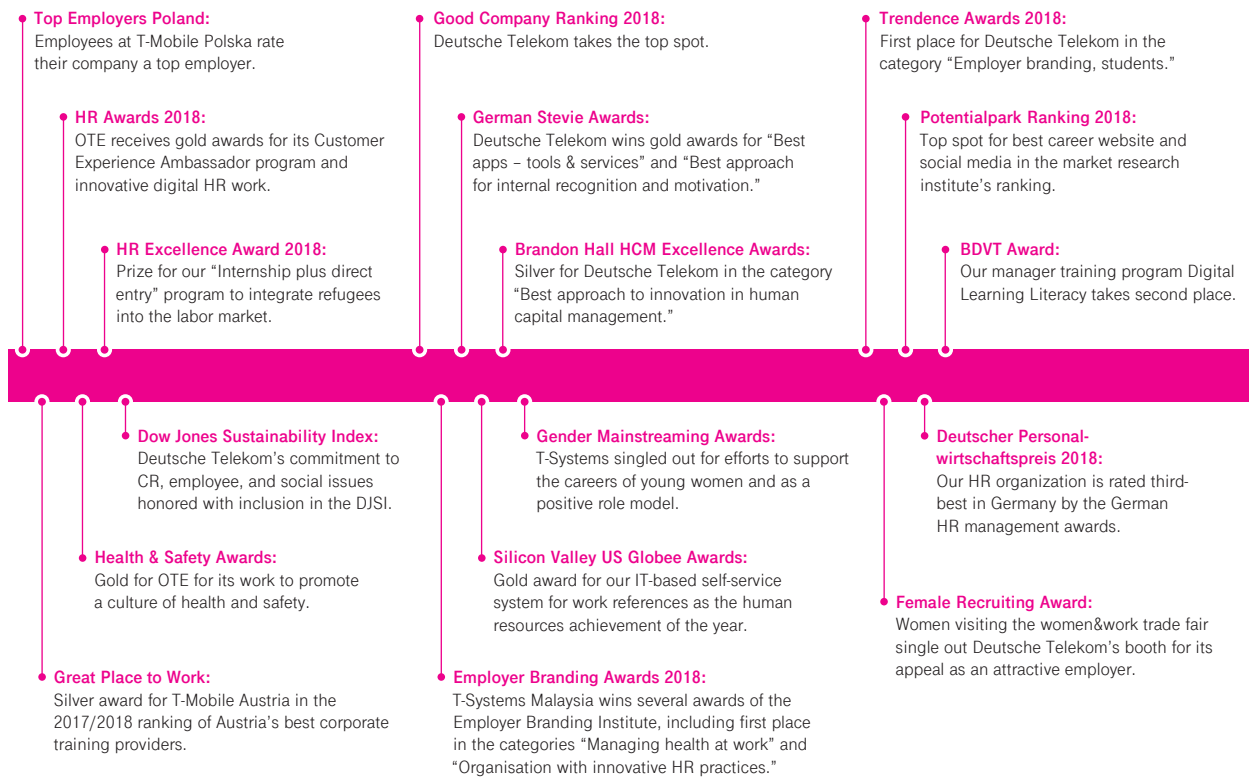 Top Employers Poland:
Employees at T-Mobile Polska rate
their company a top employer.
HR Awards 2018:
OTE receives gold awards for its Customer
Experience Ambassador program and
innovative digital HR work.
HR Excellence Award 2018:
Prize for our “Internship plus direct
entry” program to integrate refugees
into the labor market.
Good Company Ranking 2018:
Deutsche Telekom takes the top spot.
German Stevie Awards:
Deutsche Telekom wins gold awards for “Best
apps – tools & services” and “Best approach
for internal recognition and motivation.”
Brandon Hall HCM Excellence Awards:
Silver for Deutsche Telekom in the category
“Best approach to innovation in human
capital management.”
Trendence Awards 2018:
First place for Deutsche Telekom in the
category “Employer branding, students.”
Potentialpark Ranking 2018:
Top spot for best career website and
social media in the market research
institute’s ranking.
BDVT Award:
Our manager training program Digital
Learning Literacy takes second place.
Dow Jones Sustainability Index:
Deutsche Telekom’s commitment to
CR, employee, and social issues
honored with inclusion in the DJSI.
Health & Safety Awards:
Gold for OTE for its work to promote
a culture of health and safety.
Great Place to Work:
Silver award for T-Mobile Austria in the
2017/2018 ranking of Austria’s best corporate
training providers.
Gender Mainstreaming Awards:
T-Systems singled out for efforts to support
the careers of young women and as a
positive role model.
Silicon Valley US Globee Awards:
Gold award for our IT-based self-service
system for work references as the human
resources achievement of the year.
Employer Branding Awards 2018:
T-Systems Malaysia wins several awards of the
Employer Branding Institute, including first place
in the categories “Managing health at work” and
“Organisation with innovative HR practices.”
Deutscher Personal-
wirtschaftspreis 2018:
Our HR organization is rated third-
best in Germany by the German
HR management awards.
Female Recruiting Award:
Women visiting the women&work trade fair
single out Deutsche Telekom’s booth for its
appeal as an attractive employer.